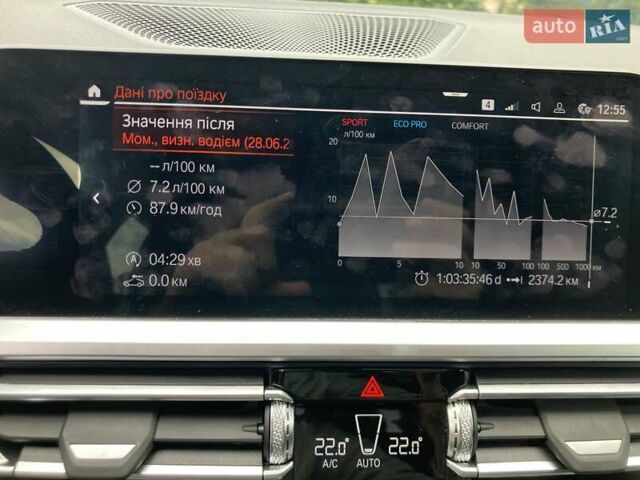 auto RIA
Дані про поїздку
4 12:55
Значення після
Мом., визн. водієм (28.06.2
SPORT ECO PRO COMFORT
л/100 км
20
10
0 5 10 10 50 100 100 500 1000 км
ø7.2
-- л/100 км
7.2 л/100 км
87.9 км/год
04:29 хв
0.0 км
1:03:35:46 d 2374.2 км
22.0 22.0
A/C AUTO